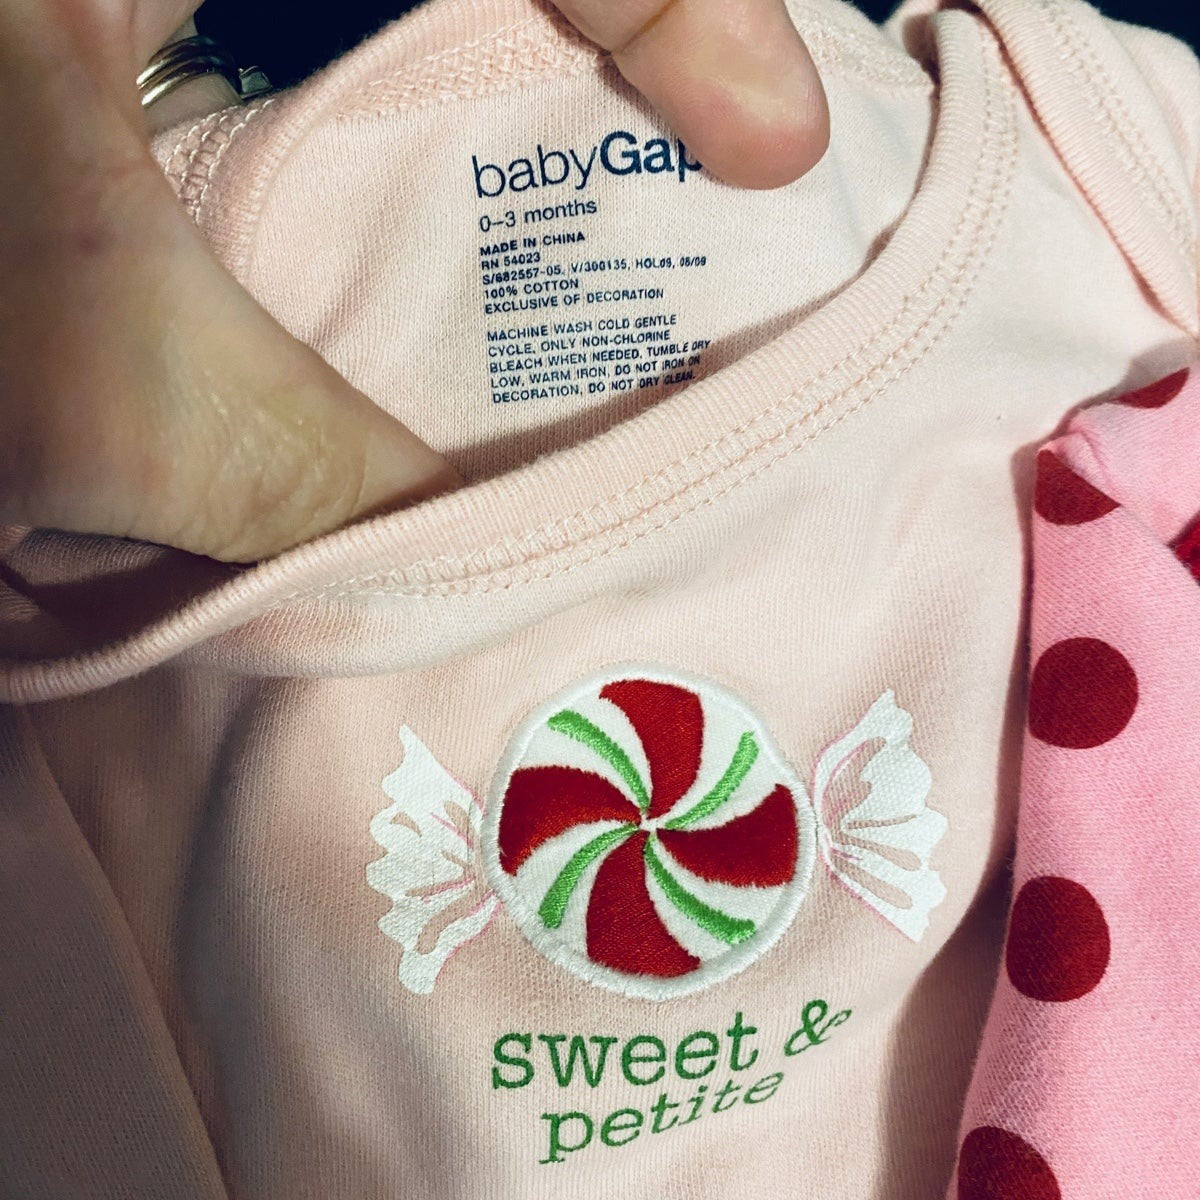 babyGap
0–3 months
MADE IN CHINA
RN 54023
S/682557-05, V/300135, HOL09, 08/09
100% COTTON
EXCLUSIVE OF DECORATION
MACHINE WASH COLD GENTLE
CYCLE, ONLY NON-CHLORINE
BLEACH WHEN NEEDED, TUMBLE DRY
LOW, WARM IRON, DO NOT IRON ON
DECORATION, DO NOT DRY CLEAN.
sweet &
petite